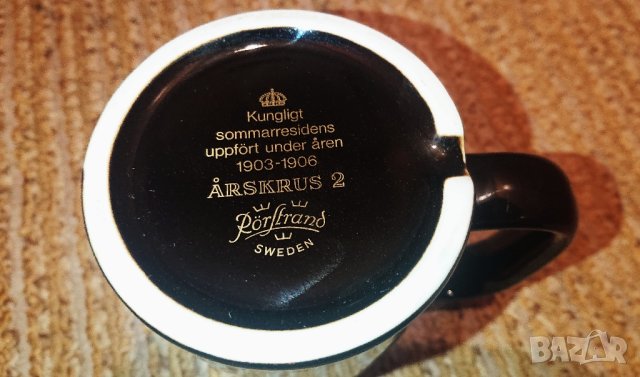 Kungligt
sommarresidens
uppfört under åren
1903-1906
ÅRSKRUS 2
Rörstrand
SWEDEN
BAZAR